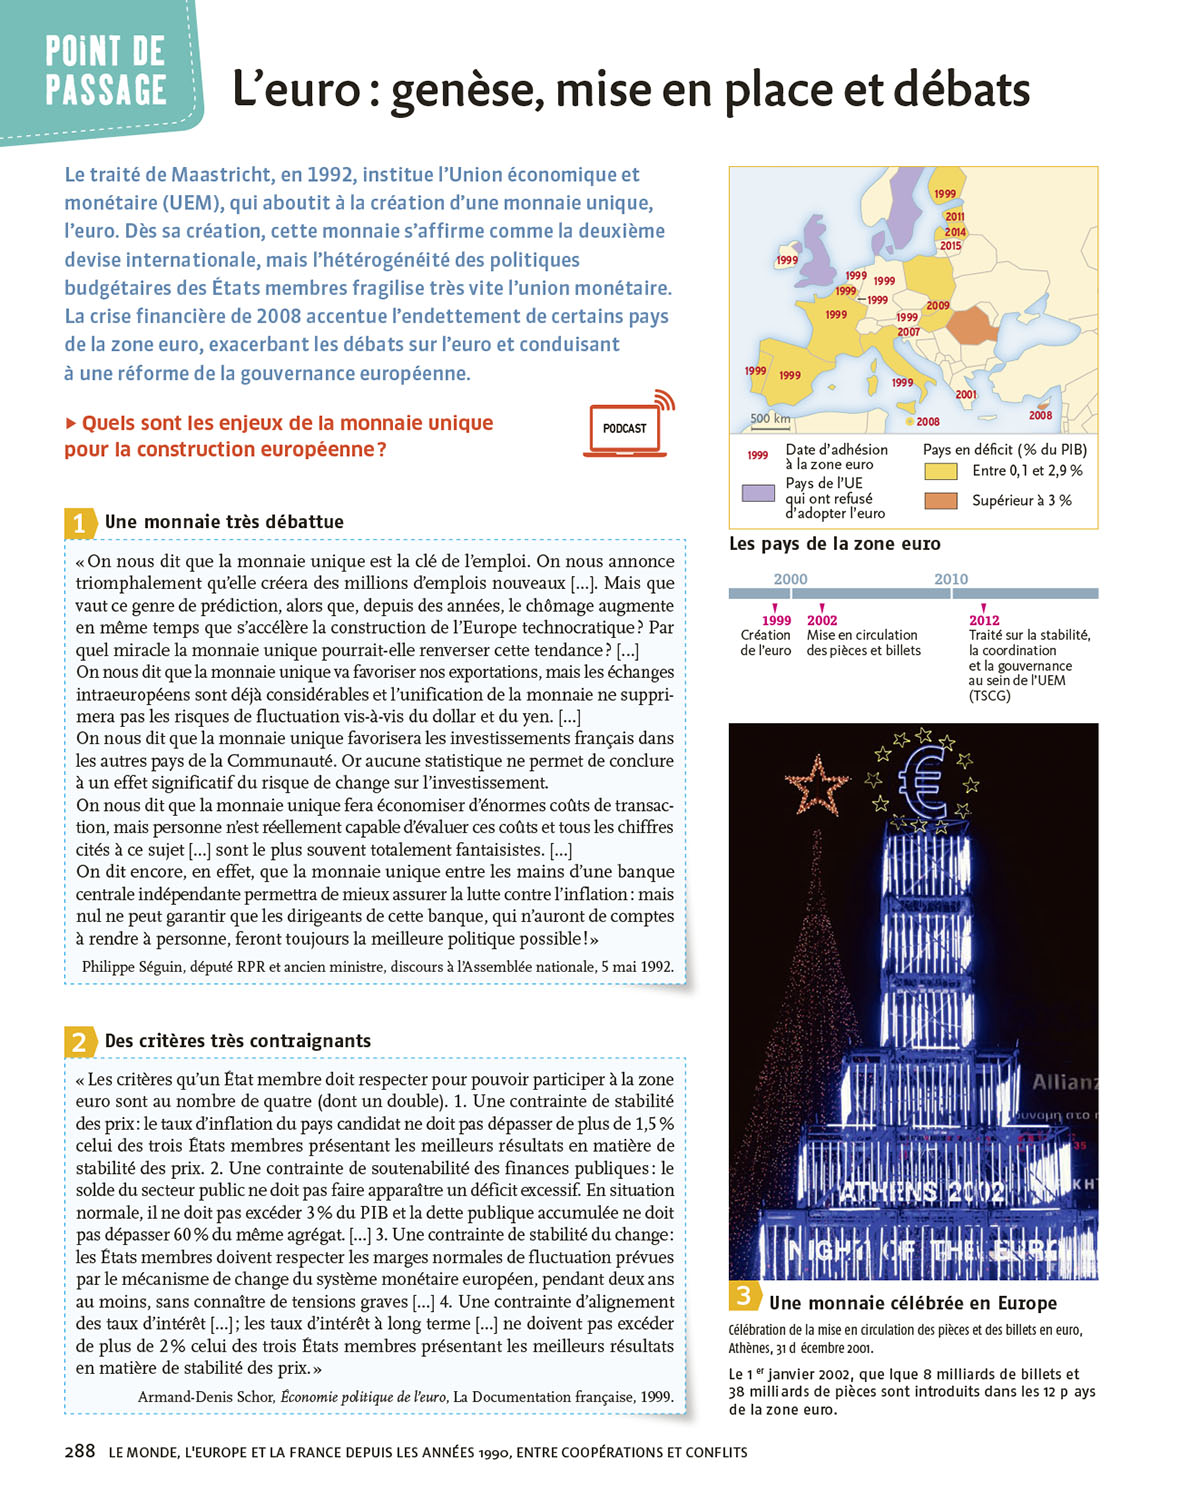 POINT DE
PASSAGE
L’euro : genèse, mise en place et débats
Le traité de Maastricht, en 1992, institue l’Union économique et
monétaire (UEM), qui aboutit à la création d’une monnaie unique,
l’euro. Dès sa création, cette monnaie s’affirme comme la deuxième
devise internationale, mais l’hétérogénéité des politiques
budgétaires des États membres fragilise très vite l’union monétaire.
La crise financière de 2008 accentue l’endettement de certains pays
de la zone euro, exacerbant les débats sur l’euro et conduisant
à une réforme de la gouvernance européenne.
Quels sont les enjeux de la monnaie unique
pour la construction européenne ?
PODCAST
1 Une monnaie très débattue
« On nous dit que la monnaie unique est la clé de l’emploi. On nous annonce
triomphalement qu’elle créera des millions d’emplois nouveaux [...]. Mais que
vaut ce genre de prédiction, alors que, depuis des années, le chômage augmente
en même temps que s’accélère la construction de l’Europe technocratique ? Par
quel miracle la monnaie unique pourrait-elle renverser cette tendance ? [...]
On nous dit que la monnaie unique va favoriser nos exportations, mais les échanges
intraeuropéens sont déjà considérables et l’unification de la monnaie ne suppri-
mera pas les risques de fluctuation vis-à-vis du dollar et du yen. [...]
On nous dit que la monnaie unique favorisera les investissements français dans
les autres pays de la Communauté. Or aucune statistique ne permet de conclure
à un effet significatif du risque de change sur l’investissement.
On nous dit que la monnaie unique fera économiser d’énormes coûts de transac-
tion, mais personne n’est réellement capable d’évaluer ces coûts et tous les chiffres
cités à ce sujet [...] sont le plus souvent totalement fantaisistes. [...]
On dit encore, en effet, que la monnaie unique entre les mains d’une banque
centrale indépendante permettra de mieux assurer la lutte contre l’inflation : mais
nul ne peut garantir que les dirigeants de cette banque, qui n’auront de comptes
à rendre à personne, feront toujours la meilleure politique possible ! »
Philippe Séguin, député RPR et ancien ministre, discours à l’Assemblée nationale, 5 mai 1992.
2 Des critères très contraignants
« Les critères qu’un État membre doit respecter pour pouvoir participer à la zone
euro sont au nombre de quatre (dont un double). 1. Une contrainte de stabilité
des prix : le taux d’inflation du pays candidat ne doit pas dépasser de plus de 1,5 %
celui des trois États membres présentant les meilleurs résultats en matière de
stabilité des prix. 2. Une contrainte de soutenabilité des finances publiques : le
solde du secteur public ne doit pas faire apparaître un déficit excessif. En situation
normale, il ne doit pas excéder 3 % du PIB et la dette publique accumulée ne doit
pas dépasser 60 % du même agrégat. [...] 3. Une contrainte de stabilité du change :
les États membres doivent respecter les marges normales de fluctuation prévues
par le mécanisme de change du système monétaire européen, pendant deux ans
au moins, sans connaître de tensions graves [...] 4. Une contrainte d’alignement
des taux d’intérêt [...] ; les taux d’intérêt à long terme [...] ne doivent pas excéder
de plus de 2 % celui des trois États membres présentant les meilleurs résultats
en matière de stabilité des prix. »
Armand-Denis Schor, Économie politique de l’euro, La Documentation française, 1999.
1999
2011
2014
2015
1999
1999
1999
1999
1999
2009
1999
1999
2007
1999
1999
1999
2001
2008
2008
500 km
1999 Date d’adhésion
à la zone euro
Pays de l’UE
qui ont refusé
d’adopter l’euro
Pays en déficit (% du PIB)
Entre 0,1 et 2,9 %
Supérieur à 3 %
Les pays de la zone euro
2000 2010
1999
Création
de l’euro
2002
Mise en circulation
des pièces et billets
2012
Traité sur la stabilité,
la coordination
et la gouvernance
au sein de l’UEM
(TSCG)
€
Allianz
ATHENS 2002
NIGHT OF THE EURO
3 Une monnaie célébrée en Europe
Célébration de la mise en circulation des pièces et des billets en euro,
Athènes, 31 d écembre 2001.
Le 1er janvier 2002, que lque 8 milliards de billets et
38 milliards de pièces sont introduits dans les 12 p ays
de la zone euro.
288 LE MONDE, L'EUROPE ET LA FRANCE DEPUIS LES ANNÉES 1990, ENTRE COOPÉRATIONS ET CONFLITS